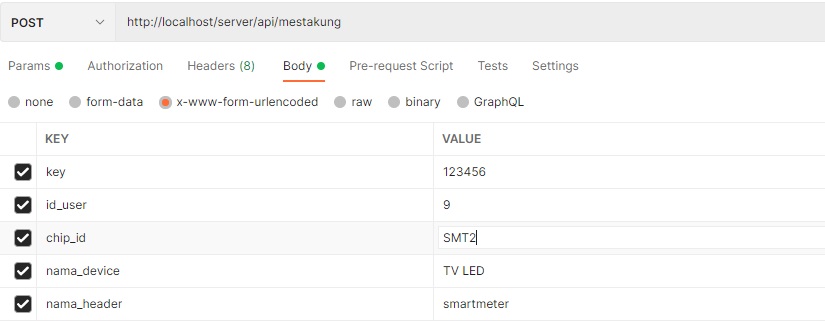 POST http://localhost/server/api/mestakung
Params Authorization Headers (8) Body Pre-request Script Tests Settings
none form-data x-www-form-urlencoded raw binary GraphQL
KEY VALUE
key 123456
id_user 9
chip_id SMT2
nama_device TV LED
nama_header smartmeter